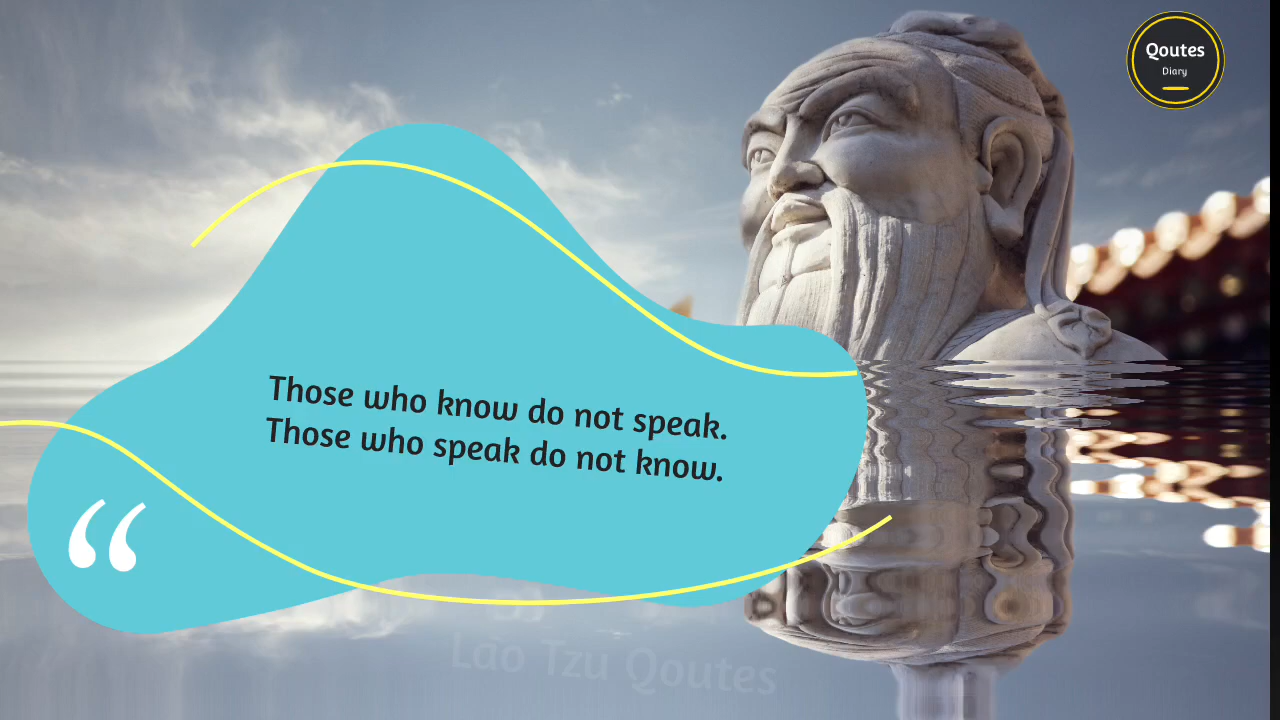 Qoutes
Diary
Those who know do not speak.
Those who speak do not know.
“
Lao Tzu Qoutes